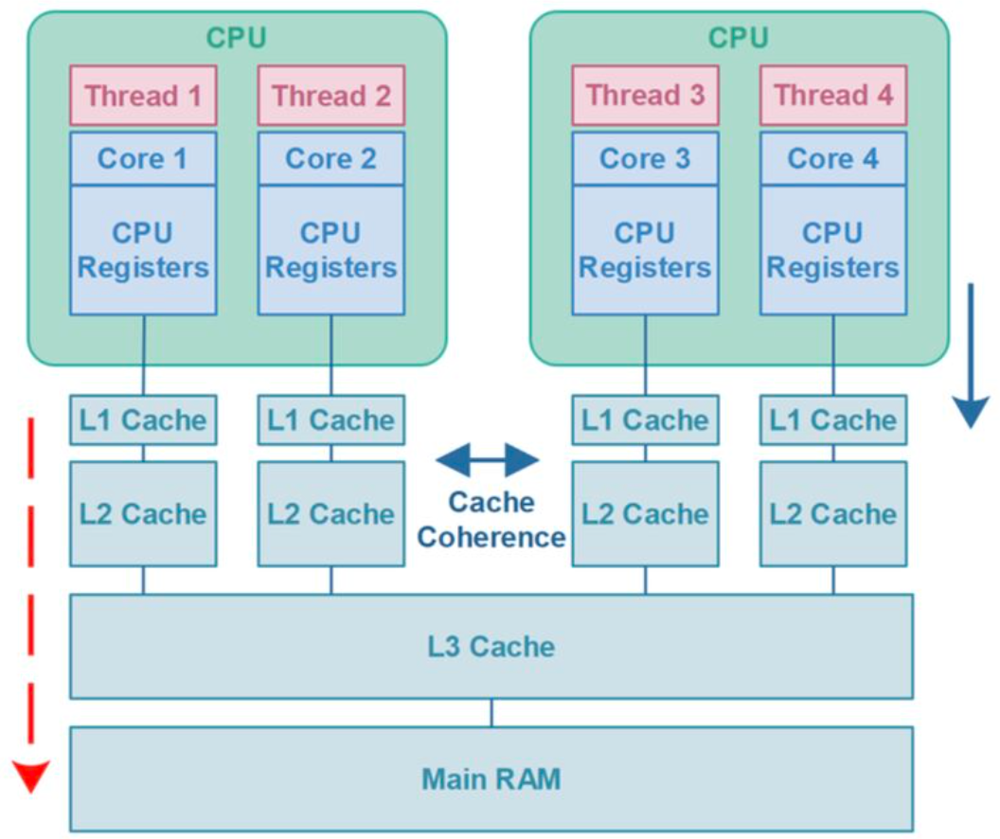 CPU
CPU
Thread 1
Thread 2
Thread 3
Thread 4
Core 1
Core 2
Core 3
Core 4
CPU
Registers
CPU
Registers
CPU
Registers
CPU
Registers
L1 Cache
L1 Cache
L1 Cache
L1 Cache
L2 Cache
L2 Cache
Cache
Coherence
L2 Cache
L2 Cache
L3 Cache
Main RAM